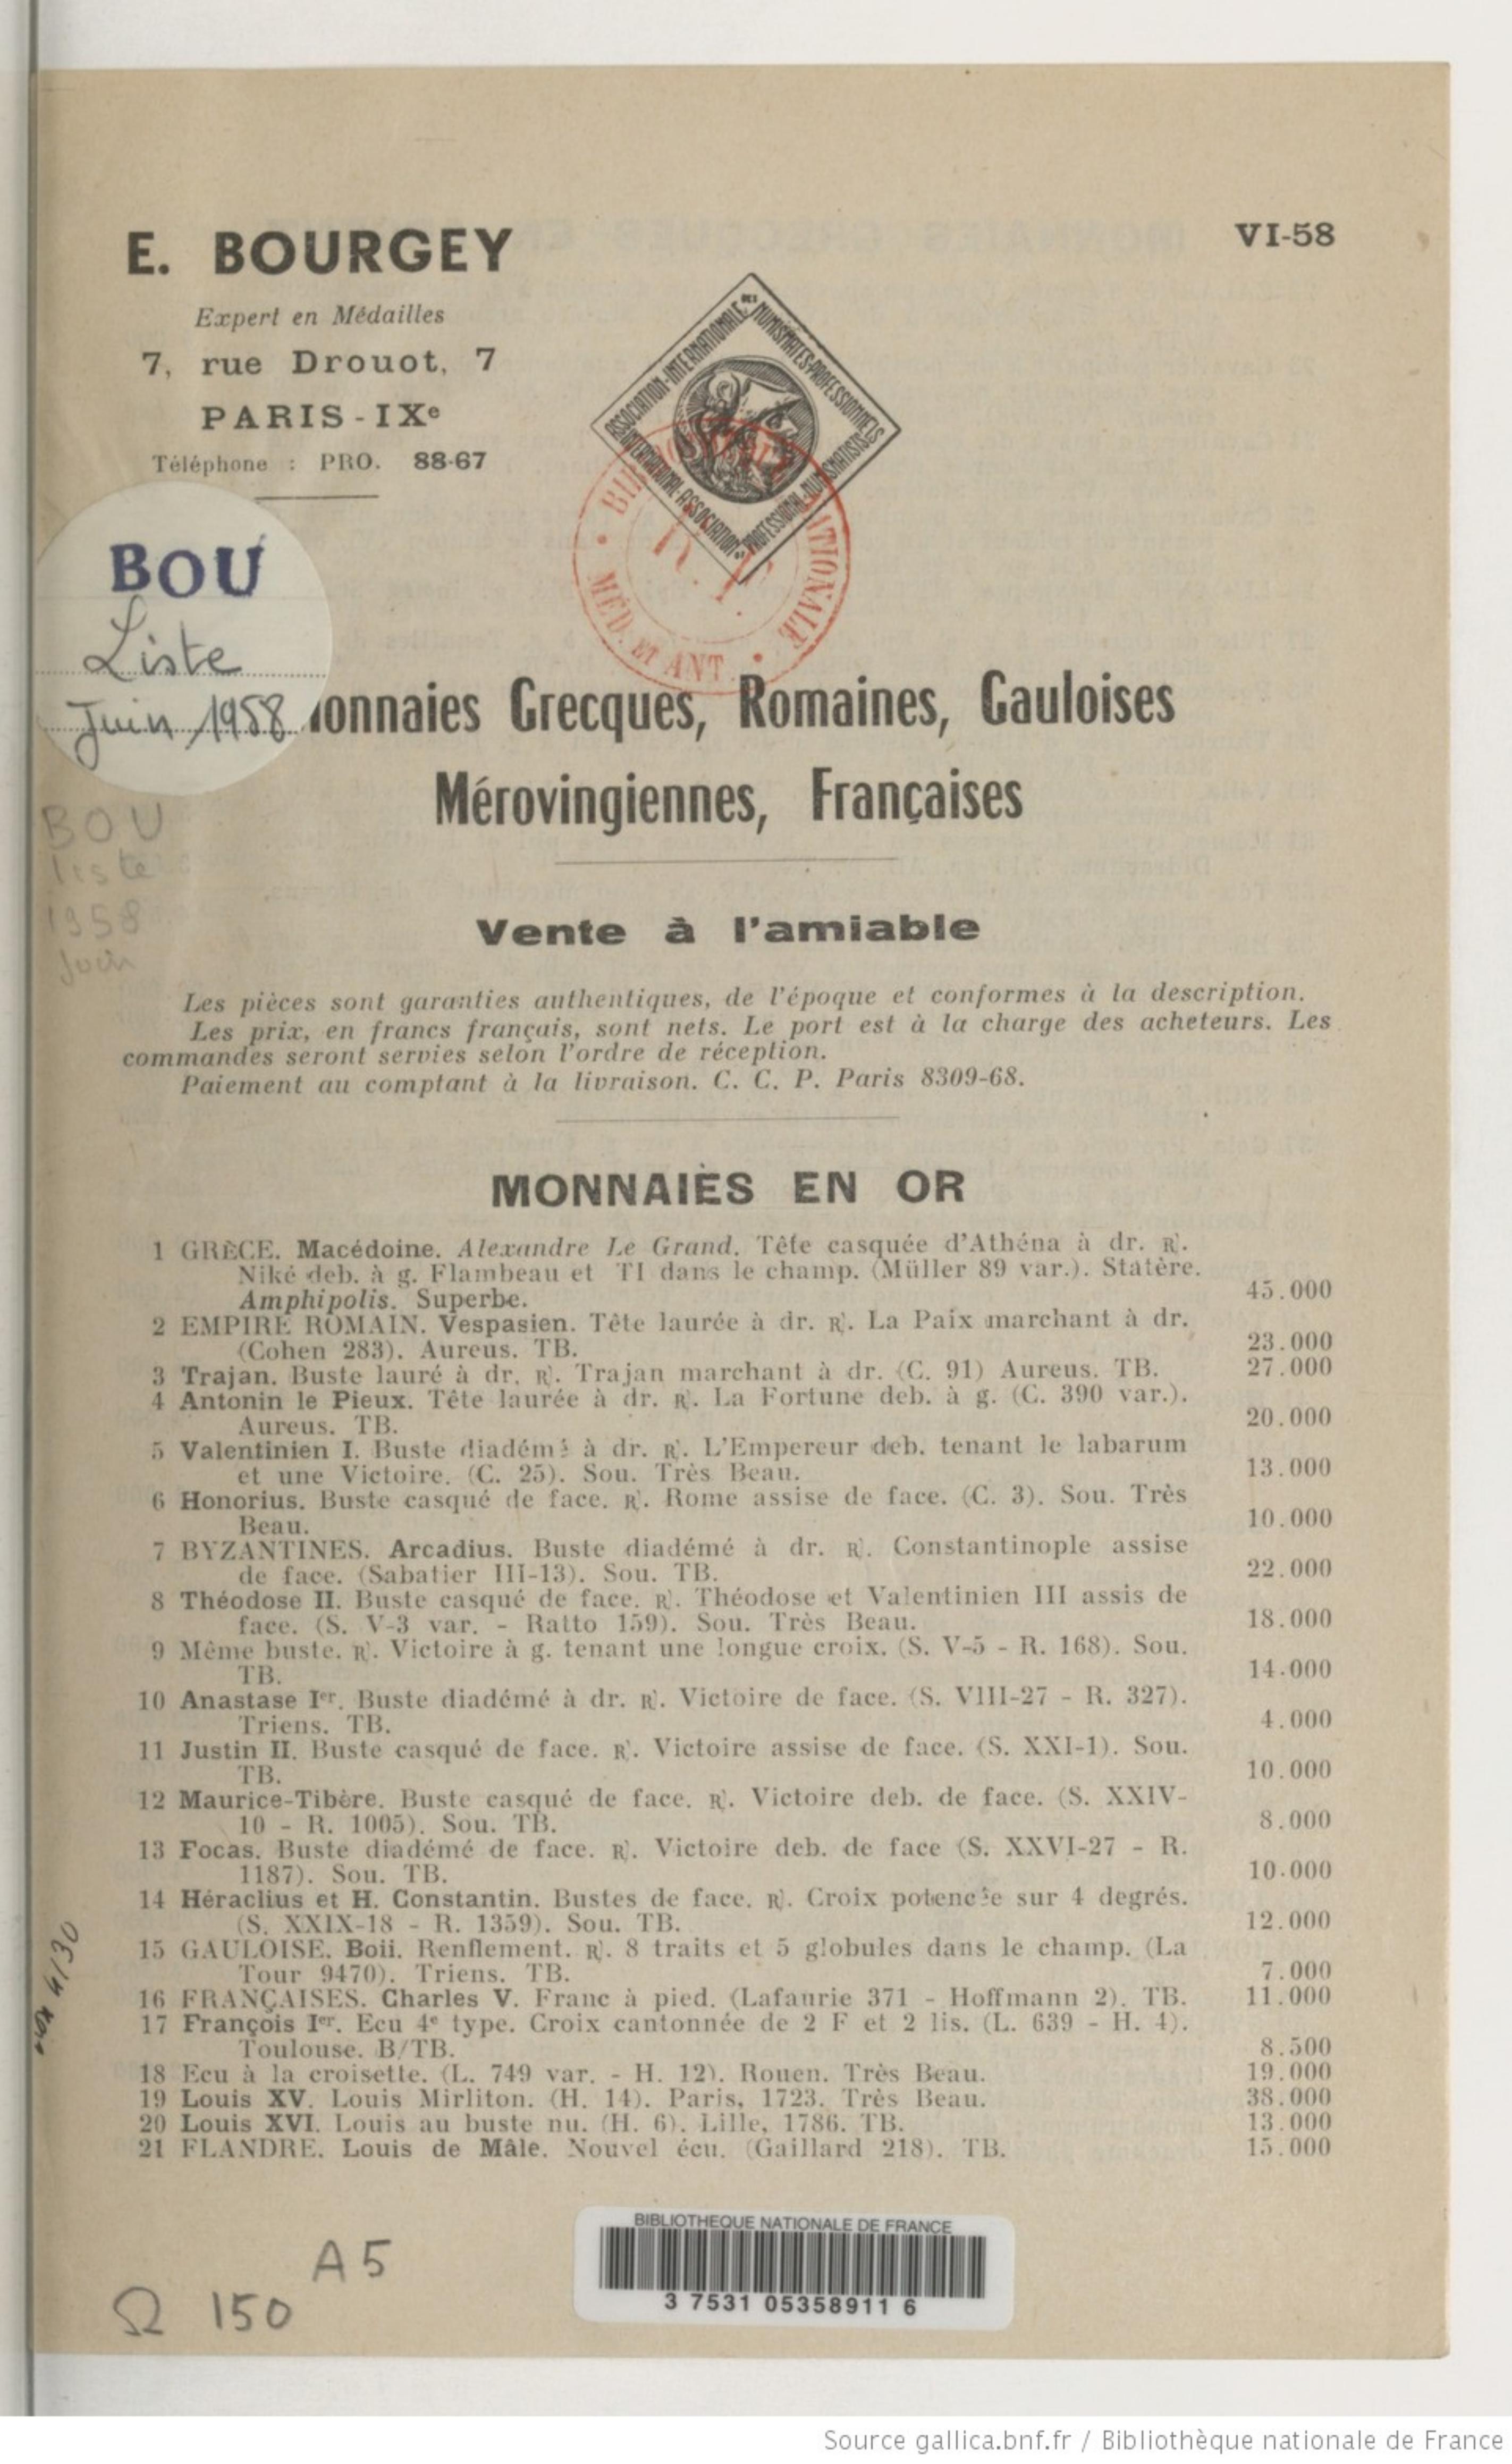 E. BOURGEY
VI-58
Expert en Médailles
7, rue Drouot, 7
PARIS-IXe
Téléphone : PRO. 88-67
ASSOCIATION-INTERNATIONALE DES NUMISMATES-PROFESSIONNELS
INTERNATIONAL-ASSOCIATION PROFESSIONAL-NUMISMATISTS
NATIONALE
MÉD. ET ANT.
BOU
Liste
Juin 1958
onnaies Grecques, Romaines, Gauloises
Mérovingiennes, Françaises
BOU
liste
1958
Juin
Vente à l'amiable
Les pièces sont garanties authentiques, de l'époque et conformes à la description.
Les prix, en francs français, sont nets. Le port est à la charge des acheteurs. Les
commandes seront servies selon l'ordre de réception.
Paiement au comptant à la livraison. C. C. P. Paris 8309-68.
MONNAIES EN OR
1 GRÈCE. Macédoine. Alexandre Le Grand. Tête casquée d'Athéna à dr. R).
Niké deb. à g. Flambeau et TI dans le champ. (Müller 89 var.). Statère.
Amphipolis. Superbe. 45.000
2 EMPIRE ROMAIN. Vespasien. Tête laurée à dr. R). La Paix marchant à dr.
(Cohen 283). Aureus. TB. 23.000
3 Trajan. Buste lauré à dr. R). Trajan marchant à dr. (C. 91) Aureus. TB. 27.000
4 Antonin le Pieux. Tête laurée à dr. R). La Fortune deb. à g. (C. 390 var.).
Aureus. TB. 20.000
5 Valentinien I. Buste diadémé à dr. R). L'Empereur deb. tenant le labarum
et une Victoire. (C. 25). Sou. Très Beau. 13.000
6 Honorius. Buste casqué de face. R). Rome assise de face. (C. 3). Sou. Très
Beau. 10.000
7 BYZANTINES. Arcadius. Buste diadémé à dr. R). Constantinople assise
de face. (Sabatier III-13). Sou. TB. 22.000
8 Théodose II. Buste casqué de face. R). Théodose et Valentinien III assis de
face. (S. V-3 var. - Ratto 159). Sou. Très Beau. 18.000
9 Même buste. R). Victoire à g. tenant une longue croix. (S. V-5 - R. 168). Sou.
TB. 14.000
10 Anastase Ier. Buste diadémé à dr. R). Victoire de face. (S. VIII-27 - R. 327).
Triens. TB. 4.000
11 Justin II. Buste casqué de face. R). Victoire assise de face. (S. XXI-1). Sou.
TB. 10.000
12 Maurice-Tibère. Buste casqué de face. R). Victoire deb. de face. (S. XXIV-
10 - R. 1005). Sou. TB. 8.000
13 Focas. Buste diadémé de face. R). Victoire deb. de face (S. XXVI-27 - R.
1187). Sou. TB. 10.000
14 Héraclius et H. Constantin. Bustes de face. R). Croix potencée sur 4 degrés.
(S. XXIX-18 - R. 1359). Sou. TB. 12.000
15 GAULOISE. Boii. Renflement. R). 8 traits et 5 globules dans le champ. (La
Tour 9470). Triens. TB. 7.000
16 FRANÇAISES. Charles V. Franc à pied. (Lafaurie 371 - Hoffmann 2). TB. 11.000
17 François Ier. Ecu 4e type. Croix cantonnée de 2 F et 2 lis. (L. 639 - H. 4).
Toulouse. B/TB. 8.500
18 Ecu à la croisette. (L. 749 var. - H. 12). Rouen. Très Beau. 19.000
19 Louis XV. Louis Mirliton. (H. 14). Paris, 1723. Très Beau. 38.000
20 Louis XVI. Louis au buste nu. (H. 6). Lille, 1786. TB. 13.000
21 FLANDRE. Louis de Mâle. Nouvel écu. (Gaillard 218). TB. 15.000
A5
Ω 150
BIBLIOTHEQUE NATIONALE DE FRANCE
3 7531 05358911 6
Source gallica.bnf.fr / Bibliothèque nationale de France